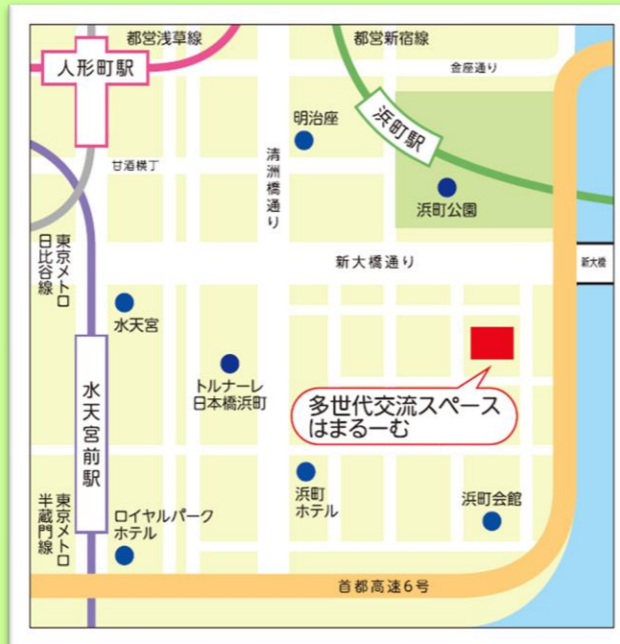 都営浅草線
都営新宿線
人形町駅
金座通り
明治座
浜町駅
甘酒横丁
清洲橋通り
浜町公園
東京メトロ
日比谷線
新大橋通り
新大橋
水天宮
トルナーレ
日本橋浜町
多世代交流スペース
はまるーむ
水天宮前駅
浜町
ホテル
浜町会館
東京メトロ
半蔵門線
ロイヤルパーク
ホテル
首都高速6号